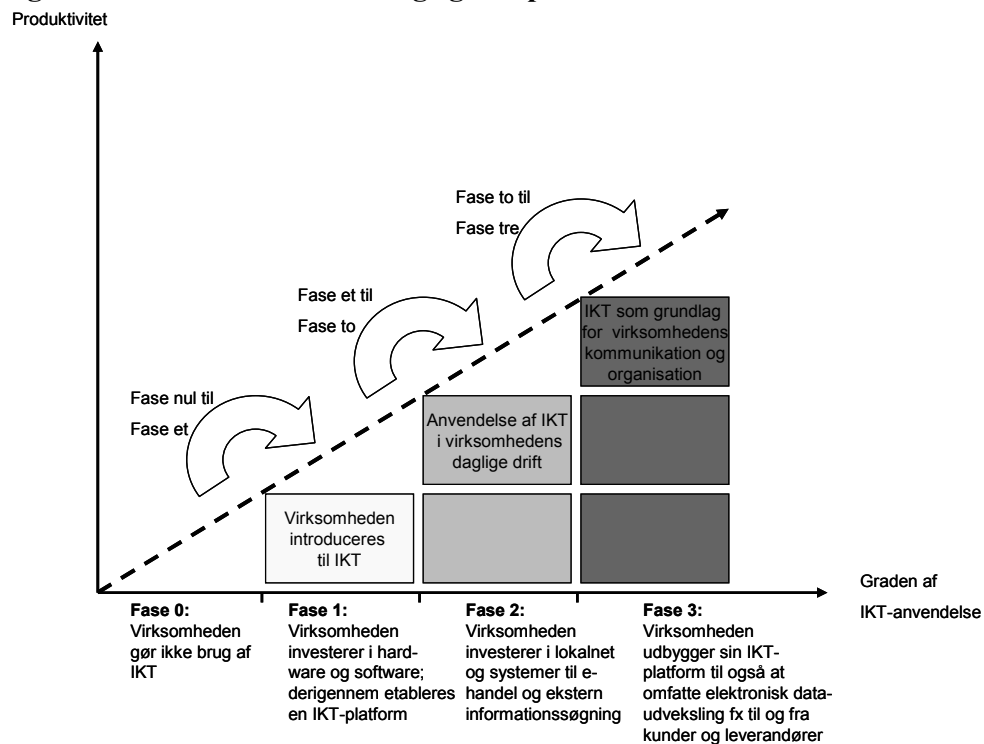 Produktivitet
Fase to til
Fase tre
Fase et til
Fase to
Fase nul til
Fase et
IKT som grundlag
for virksomhedens
kommunikation og
organisation
Anvendelse af IKT
i virksomhedens
daglige drift
Virksomheden
introduceres
til IKT
Graden af
IKT-anvendelse
Fase 0:
Virksomheden
gør ikke brug af
IKT
Fase 1:
Virksomheden
investerer i hard-
ware og software;
derigennem etableres
en IKT-platform
Fase 2:
Virksomheden
investerer i lokalnet
og systemer til e-
handel og ekstern
informationssøgning
Fase 3:
Virksomheden
udbygger sin IKT-
platform til også at
omfatte elektronisk data-
udveksling fx til og fra
kunder og leverandører